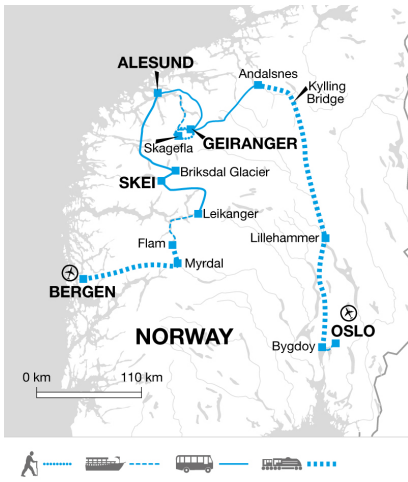 ALESUND
Andalsnes
Kylling
Bridge
Skagefla
GEIRANGER
Briksdal Glacier
SKEI
Leikanger
Flam
Lillehammer
Myrdal
BERGEN
NORWAY
OSLO
Bygdoy
0 km 110 km